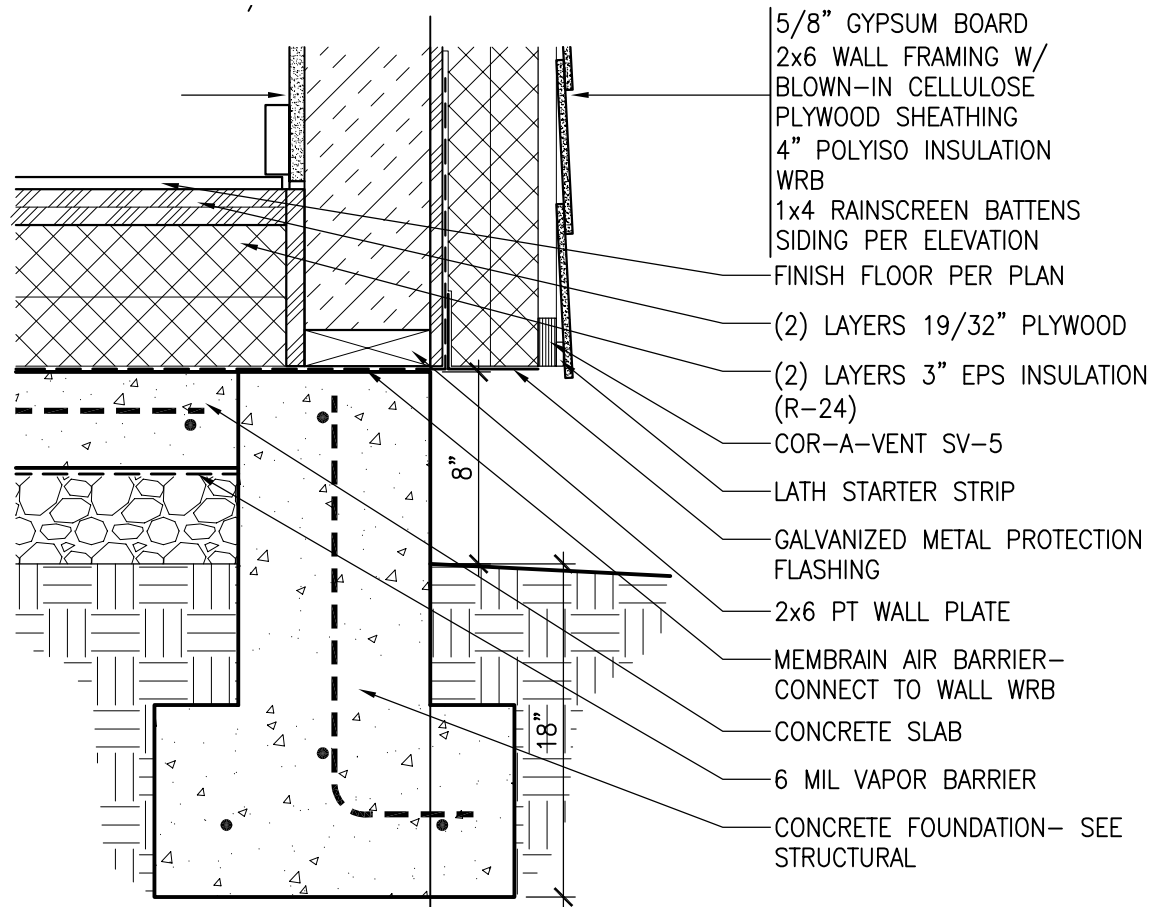 5/8” GYPSUM BOARD
2x6 WALL FRAMING W/
BLOWN-IN CELLULOSE
PLYWOOD SHEATHING
4” POLYISO INSULATION
WRB
1x4 RAINSCREEN BATTENS
SIDING PER ELEVATION
FINISH FLOOR PER PLAN
(2) LAYERS 19/32” PLYWOOD
(2) LAYERS 3” EPS INSULATION
(R-24)
COR-A-VENT SV-5
LATH STARTER STRIP
GALVANIZED METAL PROTECTION
FLASHING
2x6 PT WALL PLATE
MEMBRAIN AIR BARRIER-
CONNECT TO WALL WRB
CONCRETE SLAB
6 MIL VAPOR BARRIER
CONCRETE FOUNDATION- SEE
STRUCTURAL
8”
18”